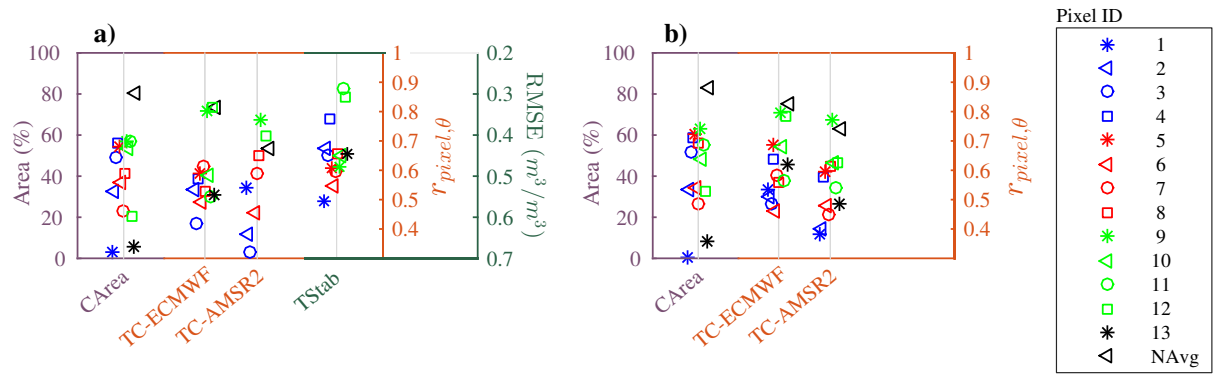 a)
100
80
60
40
20
0
Area (%)
CArea
TC-ECMWF
TC-AMSR2
TStab
1
0.9
0.8
0.7
0.6
0.5
0.4
r_{pixel,θ}
0.2
0.3
0.4
0.5
0.6
0.7
RMSE (m³/m³)
b)
100
80
60
40
20
0
Area (%)
CArea
TC-ECMWF
TC-AMSR2
1
0.9
0.8
0.7
0.6
0.5
0.4
r_{pixel,θ}
Pixel ID
1
2
3
4
5
6
7
8
9
10
11
12
13
NAvg